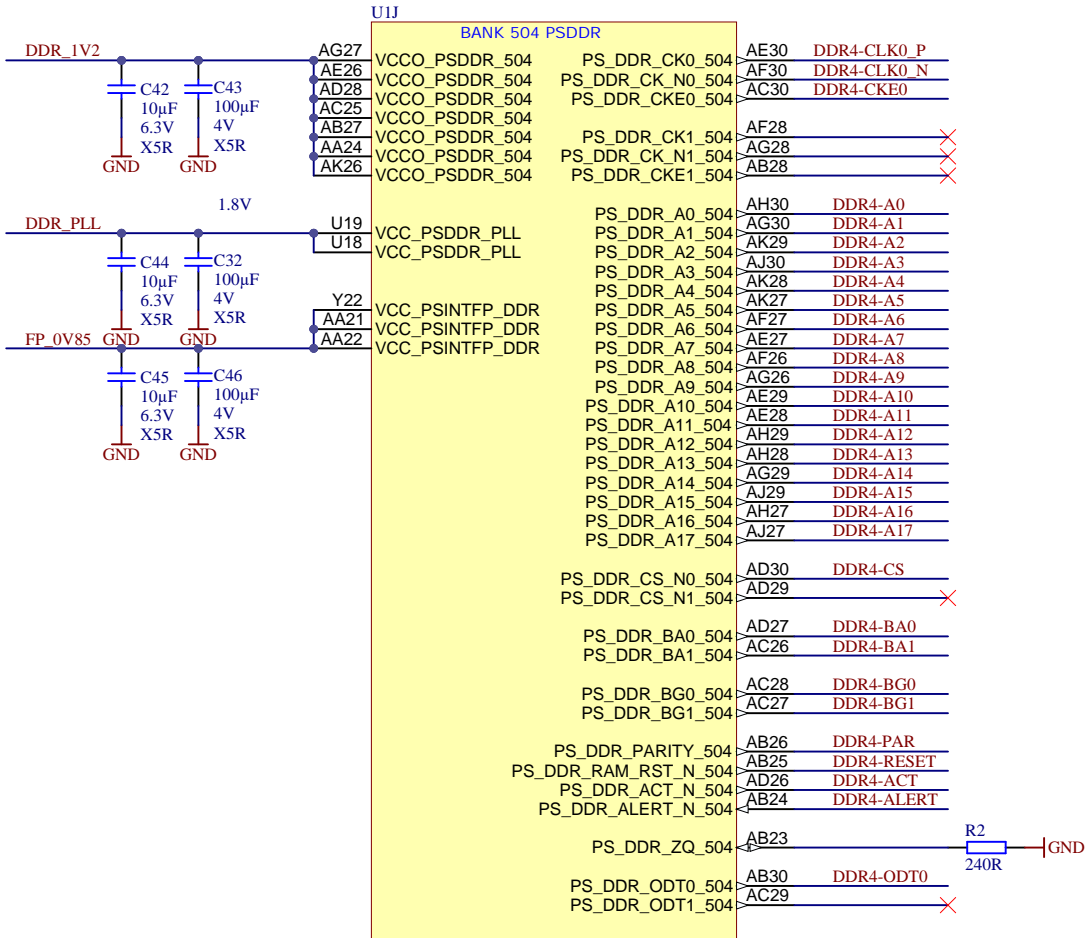 U1J
BANK 504 PSDDR
DDR_1V2
C42
10µF
6.3V
X5R
GND
C43
100µF
4V
X5R
GND
AG27 VCCO_PSDDR_504
AE26 VCCO_PSDDR_504
AD28 VCCO_PSDDR_504
AC25 VCCO_PSDDR_504
AB27 VCCO_PSDDR_504
AA24 VCCO_PSDDR_504
AK26 VCCO_PSDDR_504
1.8V
DDR_PLL
C44
10µF
6.3V
X5R
GND
C32
100µF
4V
X5R
GND
U19 VCC_PSDDR_PLL
U18 VCC_PSDDR_PLL
FP_0V85
C45
10µF
6.3V
X5R
GND
C46
100µF
4V
X5R
GND
Y22 VCC_PSINTFP_DDR
AA21 VCC_PSINTFP_DDR
AA22 VCC_PSINTFP_DDR
PS_DDR_CK0_504 AE30 DDR4-CLK0_P
PS_DDR_CK_N0_504 AF30 DDR4-CLK0_N
PS_DDR_CKE0_504 AC30 DDR4-CKE0
PS_DDR_CK1_504 AF28
PS_DDR_CK_N1_504 AG28
PS_DDR_CKE1_504 AB28
PS_DDR_A0_504 AH30 DDR4-A0
PS_DDR_A1_504 AG30 DDR4-A1
PS_DDR_A2_504 AK29 DDR4-A2
PS_DDR_A3_504 AJ30 DDR4-A3
PS_DDR_A4_504 AK28 DDR4-A4
PS_DDR_A5_504 AK27 DDR4-A5
PS_DDR_A6_504 AF27 DDR4-A6
PS_DDR_A7_504 AE27 DDR4-A7
PS_DDR_A8_504 AF26 DDR4-A8
PS_DDR_A9_504 AG26 DDR4-A9
PS_DDR_A10_504 AE29 DDR4-A10
PS_DDR_A11_504 AE28 DDR4-A11
PS_DDR_A12_504 AH29 DDR4-A12
PS_DDR_A13_504 AH28 DDR4-A13
PS_DDR_A14_504 AG29 DDR4-A14
PS_DDR_A15_504 AJ29 DDR4-A15
PS_DDR_A16_504 AH27 DDR4-A16
PS_DDR_A17_504 AJ27 DDR4-A17
PS_DDR_CS_N0_504 AD30 DDR4-CS
PS_DDR_CS_N1_504 AD29
PS_DDR_BA0_504 AD27 DDR4-BA0
PS_DDR_BA1_504 AC26 DDR4-BA1
PS_DDR_BG0_504 AC28 DDR4-BG0
PS_DDR_BG1_504 AC27 DDR4-BG1
PS_DDR_PARITY_504 AB26 DDR4-PAR
PS_DDR_RAM_RST_N_504 AB25 DDR4-RESET
PS_DDR_ACT_N_504 AD26 DDR4-ACT
PS_DDR_ALERT_N_504 AB24 DDR4-ALERT
PS_DDR_ZQ_504 AB23
R2
240R
GND
PS_DDR_ODT0_504 AB30 DDR4-ODT0
PS_DDR_ODT1_504 AC29